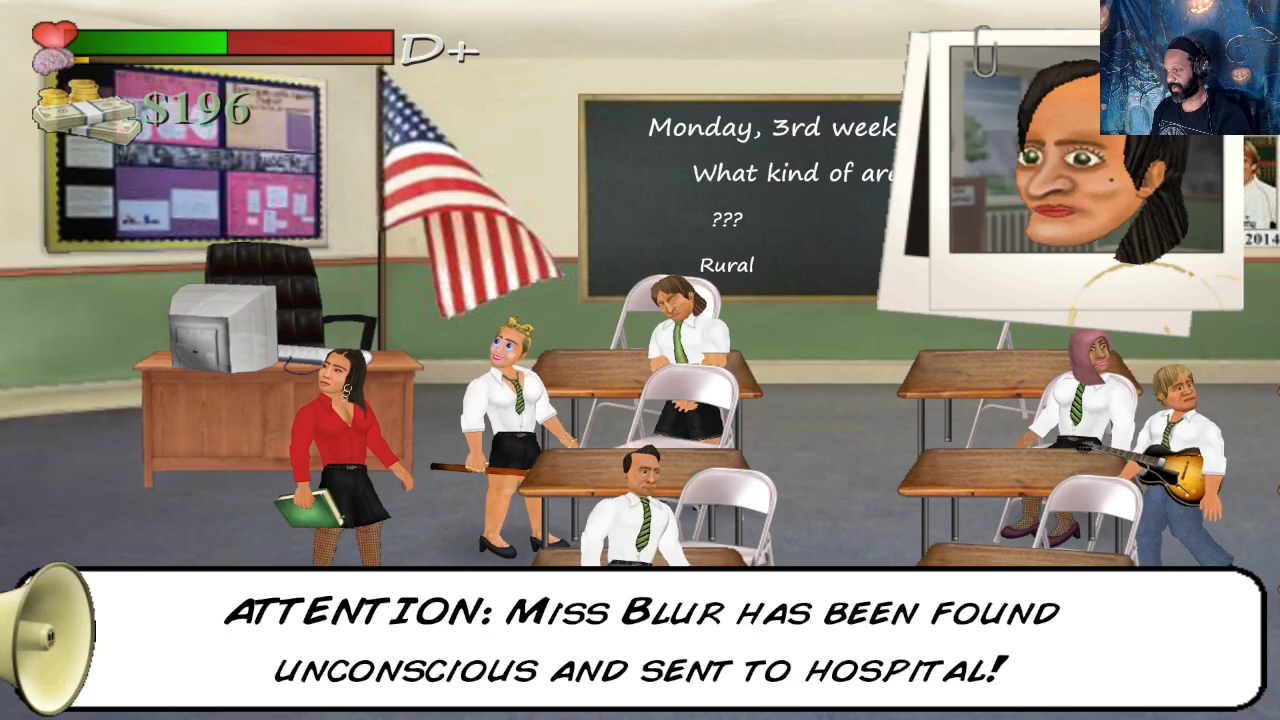 D+
$196
Monday, 3rd week
What kind of are
???
Rural
2014
ATTENTION: MISS BLUR HAS BEEN FOUND
UNCONSCIOUS AND SENT TO HOSPITAL!